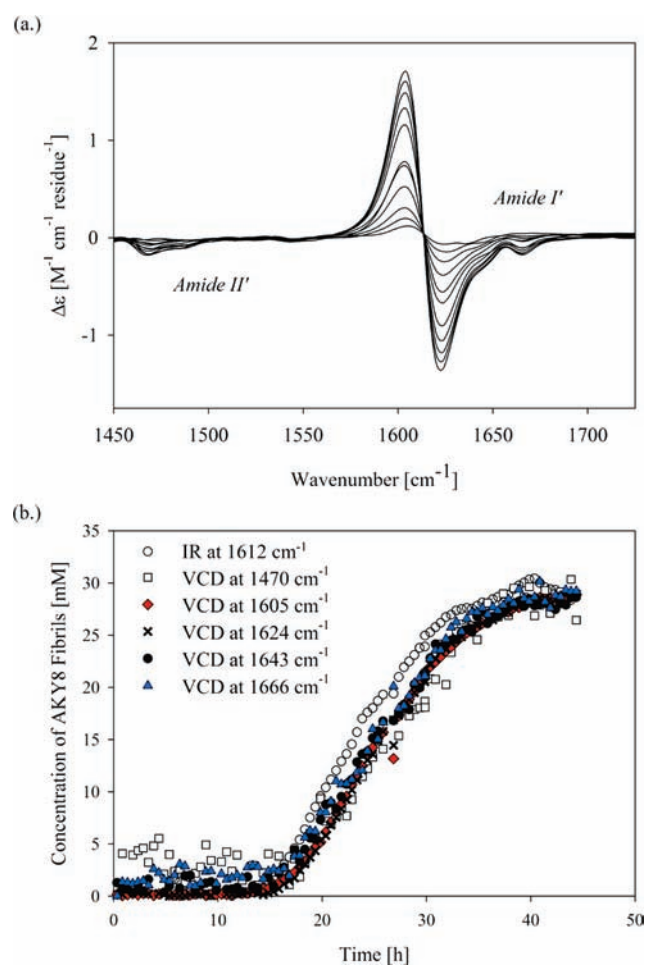 (a.)
2
1
0
-1
Δε [M⁻¹ cm⁻¹ residue⁻¹]
Amide I'
Amide II'
1450 1500 1550 1600 1650 1700
Wavenumber [cm⁻¹]
(b.)
35
30
25
20
15
10
5
0
Concentration of AKY8 Fibrils [mM]
IR at 1612 cm⁻¹
VCD at 1470 cm⁻¹
VCD at 1605 cm⁻¹
VCD at 1624 cm⁻¹
VCD at 1643 cm⁻¹
VCD at 1666 cm⁻¹
0 10 20 30 40 50
Time [h]